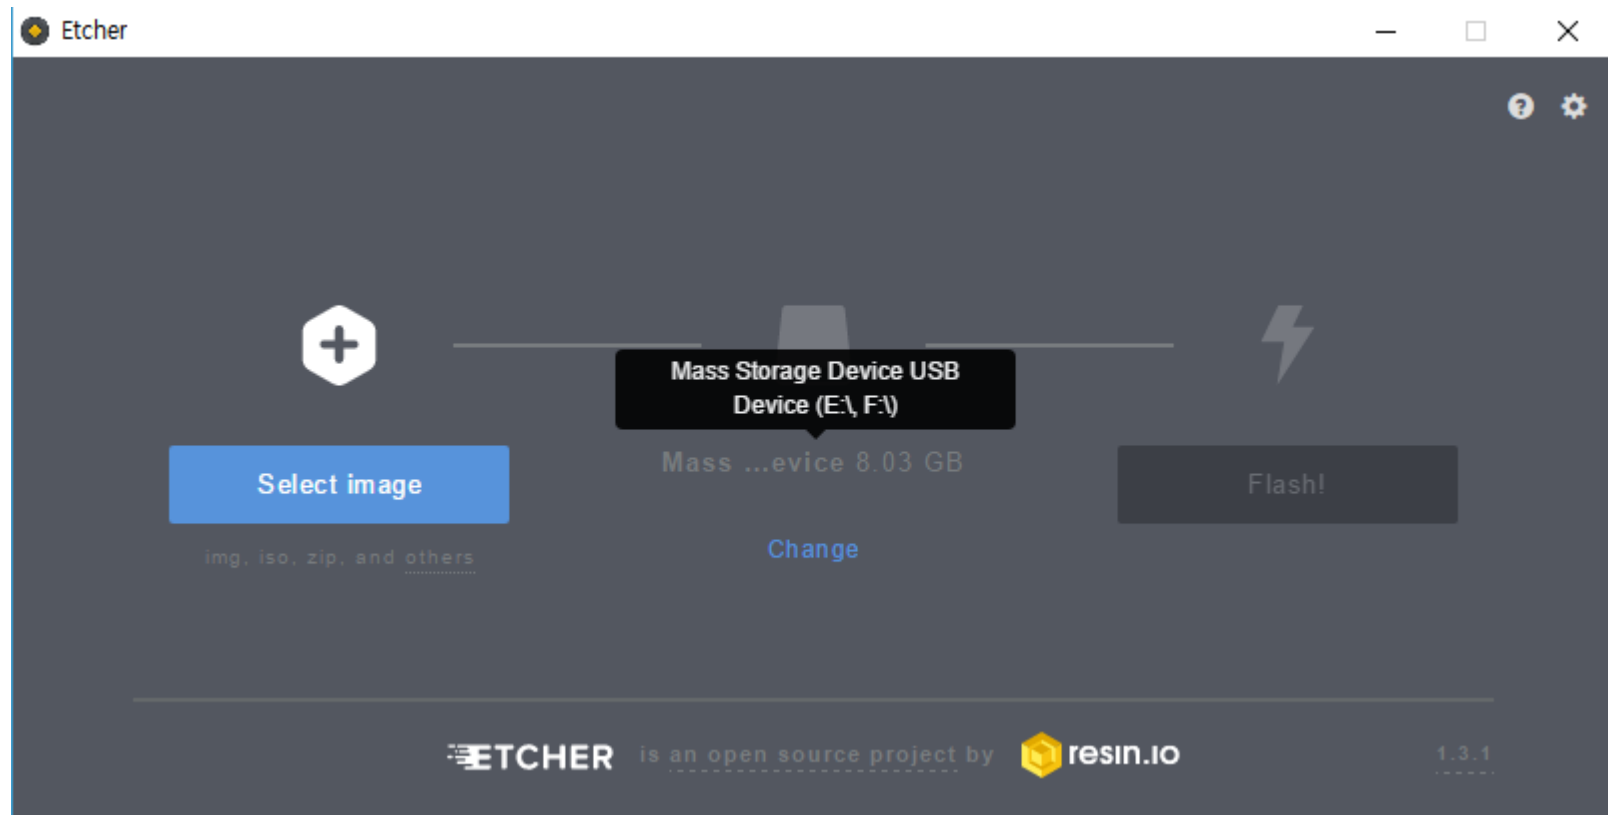 Etcher
Mass Storage Device USB
Device (E:\, F:\)
Mass ...evice 8.03 GB
Select image
Flash!
img, iso, zip, and others
Change
ETCHER is an open source project by resin.io 1.3.1